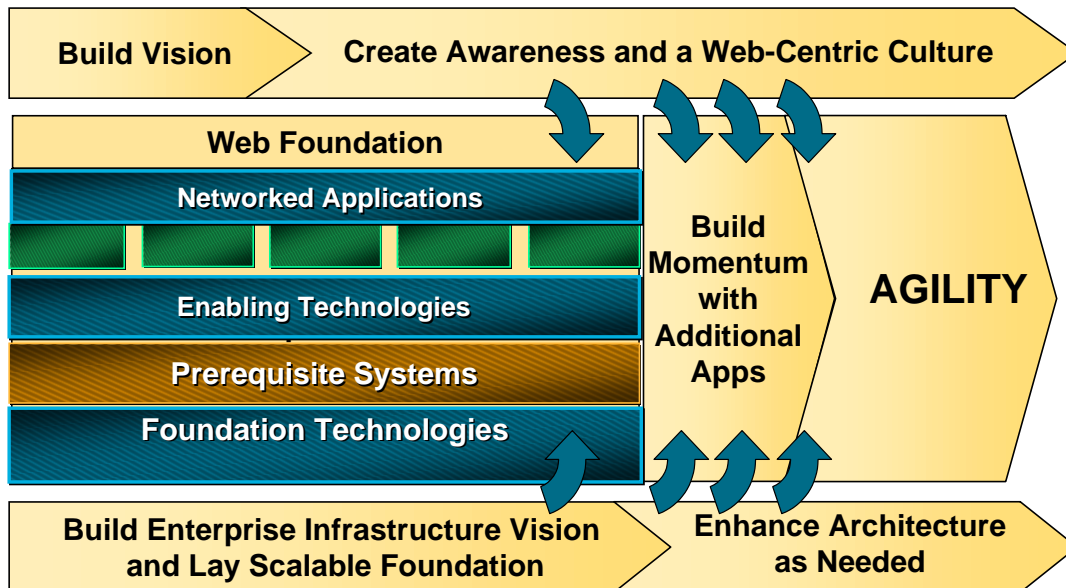 Build Vision
Create Awareness and a Web-Centric Culture
Web Foundation
Networked Applications
Enabling Technologies
Prerequisite Systems
Foundation Technologies
Build
Momentum
with
Additional
Apps
AGILITY
Build Enterprise Infrastructure Vision
and Lay Scalable Foundation
Enhance Architecture
as Needed